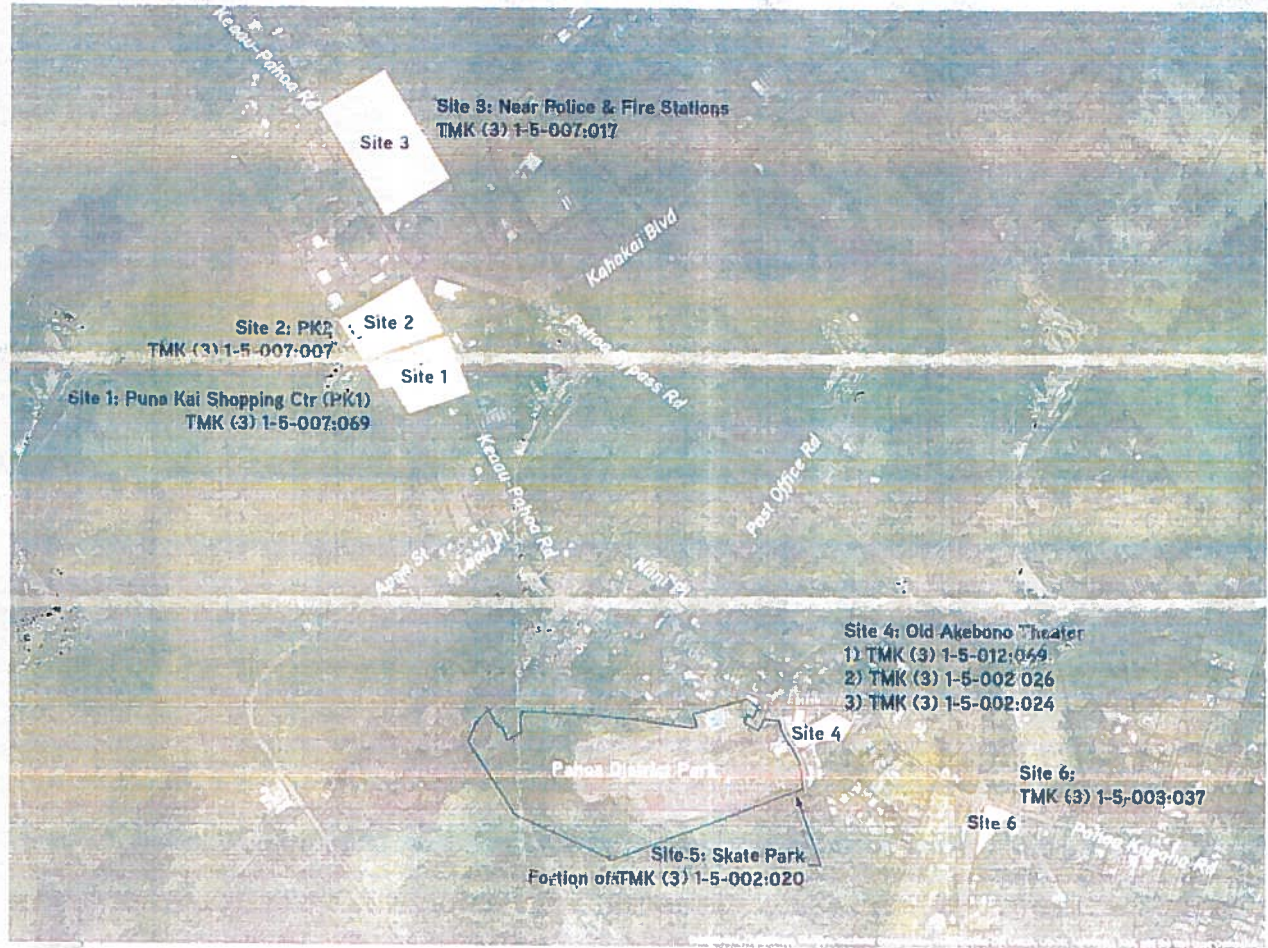 Keaau-Pahoa Rd
Site 3: Near Police & Fire Stations
TMK (3) 1-5-007:017
Site 3
Kahakai Blvd
Site 2: PK2
TMK (3) 1-5-007:007
Site 2
Pahoa Bypass Rd
Site 1
Site 1: Puna Kai Shopping Ctr (PK1)
TMK (3) 1-5-007:069
Keaau-Pahoa Rd
Post Office Rd
Apaa St
Nani Pl
Site 4: Old Akebono Theater
1) TMK (3) 1-5-012:069
2) TMK (3) 1-5-002:026
3) TMK (3) 1-5-002:024
Site 4
Pahoa District Park
Site 6:
TMK (3) 1-5-003:037
Site 6
Pahoa Kapoho Rd
Site 5: Skate Park
Portion of TMK (3) 1-5-002:020